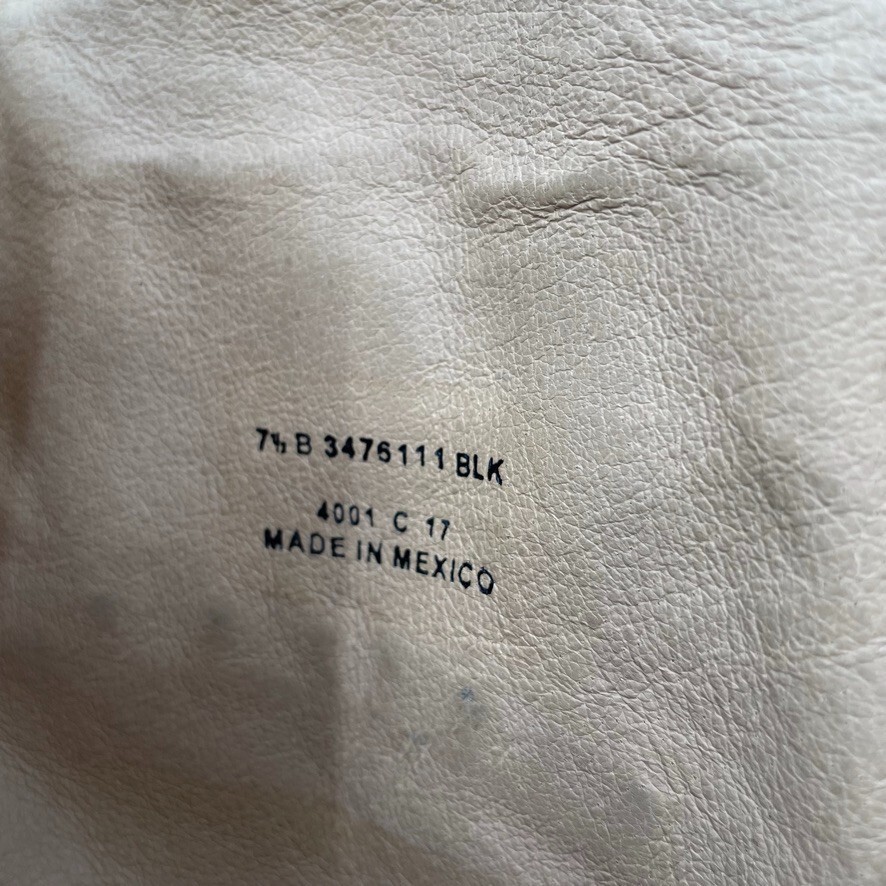 7½ B 3476111 BLK
4001 C 17
MADE IN MEXICO